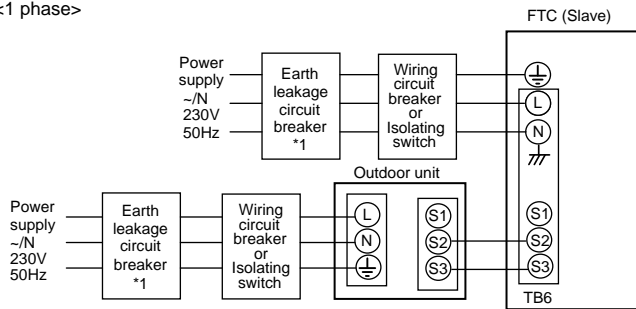 <1 phase>
FTC (Slave)
Power
supply
~/N
230V
50Hz
Earth
leakage
circuit
breaker
*1
Wiring
circuit
breaker
or
Isolating
switch
L
N
S1
S2
S3
TB6
Outdoor unit
Power
supply
~/N
230V
50Hz
Earth
leakage
circuit
breaker
*1
Wiring
circuit
breaker
or
Isolating
switch
L
N
S1
S2
S3